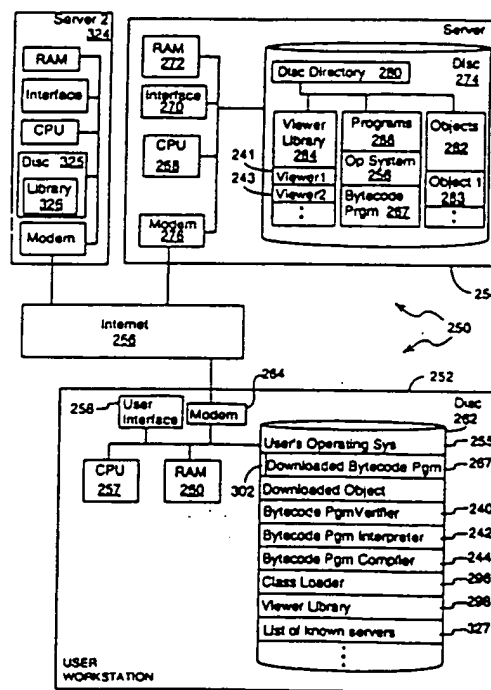 Server 2
324
RAM
Interface
CPU
Disc 325
Library
326
Modem
Server
RAM
272
Interface
270
CPU
268
Modem
276
Disc
274
Disc Directory 280
Viewer
Library
284
241
Viewer1
243
Viewer2
Programs
288
Op System
258
Bytecode
Prgm 267
Objects
282
Object 1
283
Internet
256
250
252
264
258
User
Interface
Modem
CPU
257
RAM
260
302
Disc
262
User's Operating Sys
255
Downloaded Bytecode Pgm
267
Downloaded Object
Bytecode PgmVerifier
240
Bytecode Pgm Interpreter
242
Bytecode Pgm Compiler
244
Class Loader
296
Viewer Library
298
List of known servers
327
USER
WORKSTATION